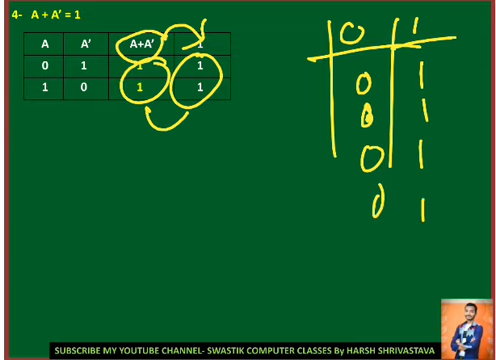 4- A + A′ = 1
A A′ A+A′ 1
0 1 1 1
1 0 1 1
0 1
0 1
0 1
0 1
0 1
SUBSCRIBE MY YOUTUBE CHANNEL- SWASTIK COMPUTER CLASSES By HARSH SHRIVASTAVA